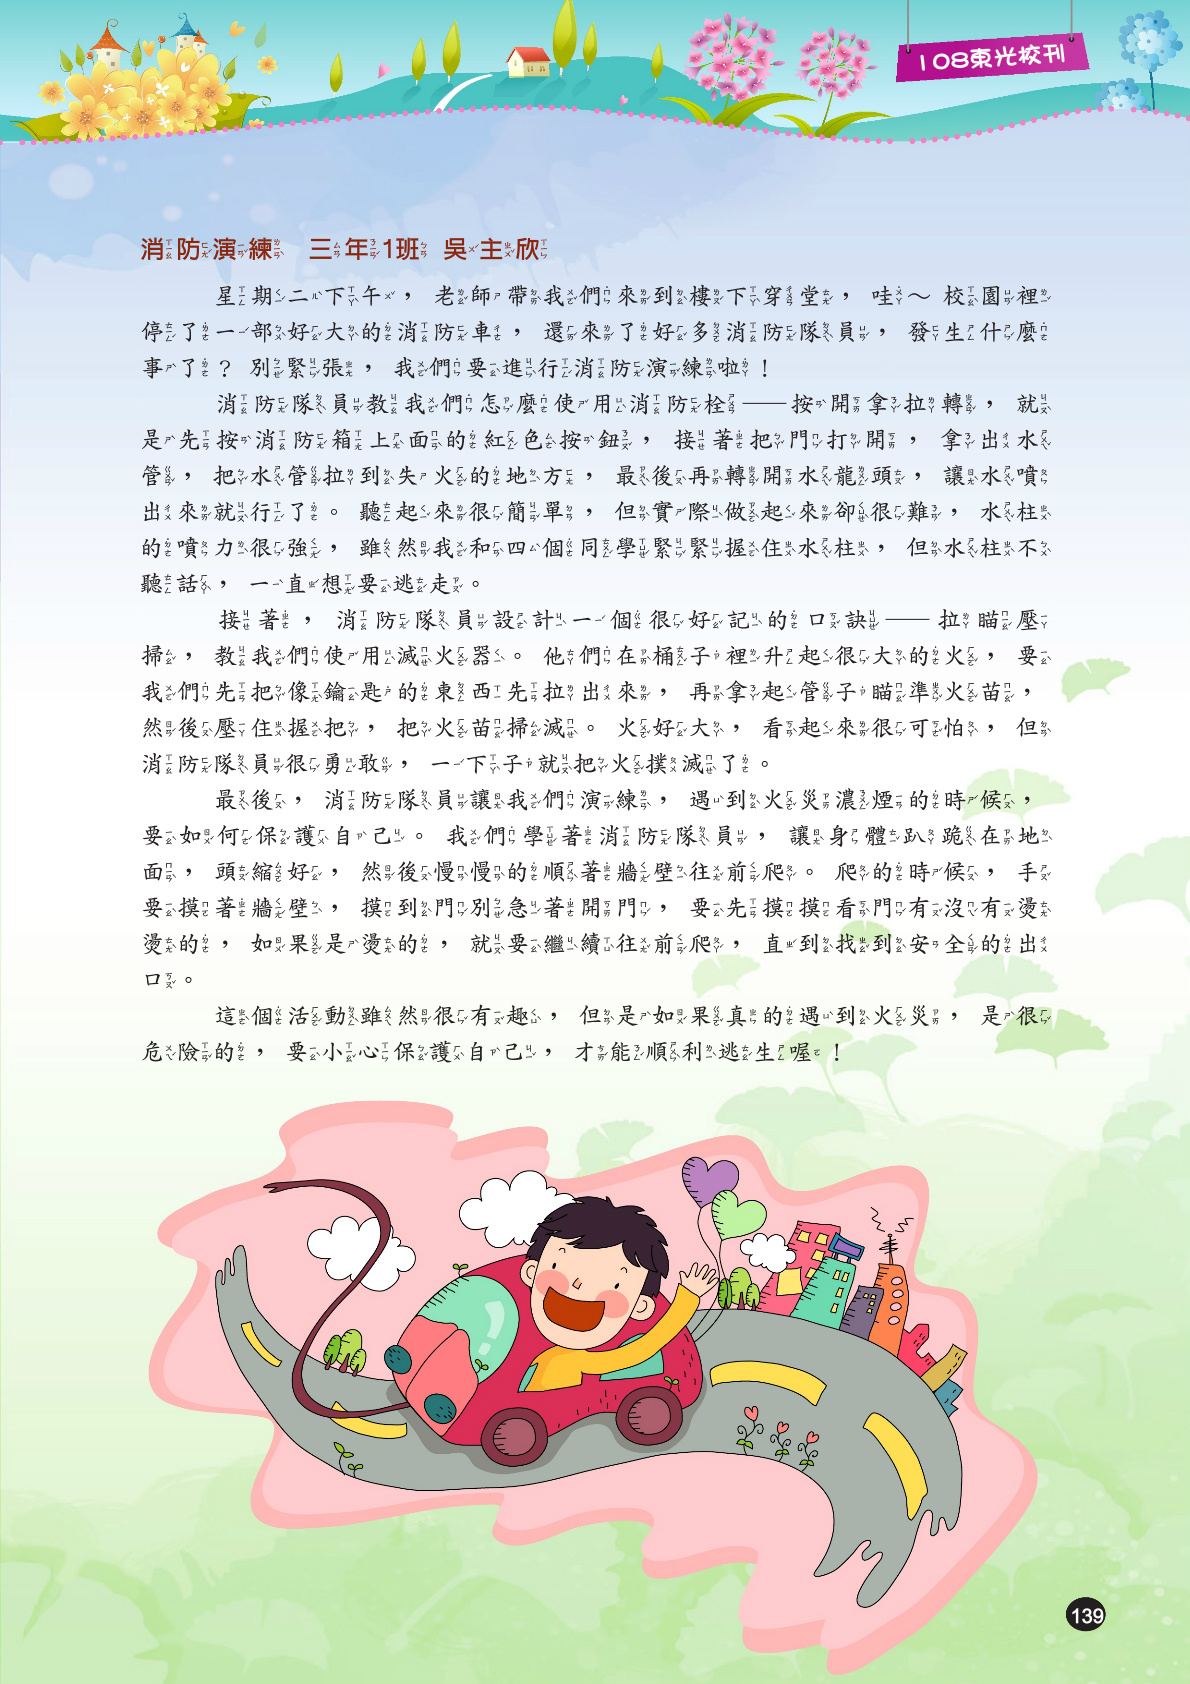 108東光校刊
消防演練 三年1班 吳主欣
星期二下午，老師帶我們來到樓下穿堂，哇～校園裡
停了一部好大的消防車，還來了好多消防隊員，發生什麼
事了？別緊張，我們要進行消防演練啦！
消防隊員教我們怎麼使用消防栓——按開拿拉轉，就
是先按消防箱上面的紅色按鈕，接著把門打開，拿出水
管，把水管拉到失火的地方，最後再轉開水龍頭，讓水噴
出來就行了。聽起來很簡單，但實際做起來卻很難，水柱
的噴力很強，雖然我和四個同學緊緊握住水柱，但水柱不
聽話，一直想要逃走。
接著，消防隊員設計一個很好記的口訣——拉瞄壓
掃，教我們使用滅火器。他們在桶子裡升起很大的火，要
我們先把像鑰匙的東西先拉出來，再拿起管子瞄準火苗，
然後壓住握把，把火苗掃滅。火好大，看起來很可怕，但
消防隊員很勇敢，一下子就把火撲滅了。
最後，消防隊員讓我們演練，遇到火災濃煙的時候，
要如何保護自己。我們學著消防隊員，讓身體趴跪在地
面，頭縮好，然後慢慢的順著牆壁往前爬。爬的時候，手
要摸著牆壁，摸到門別急著開門，要先摸摸看門有沒有燙
燙的，如果是燙的，就要繼續往前爬，直到找到安全的出
口。
這個活動雖然很有趣，但是如果真的遇到火災，是很
危險的，要小心保護自己，才能順利逃生喔！
139